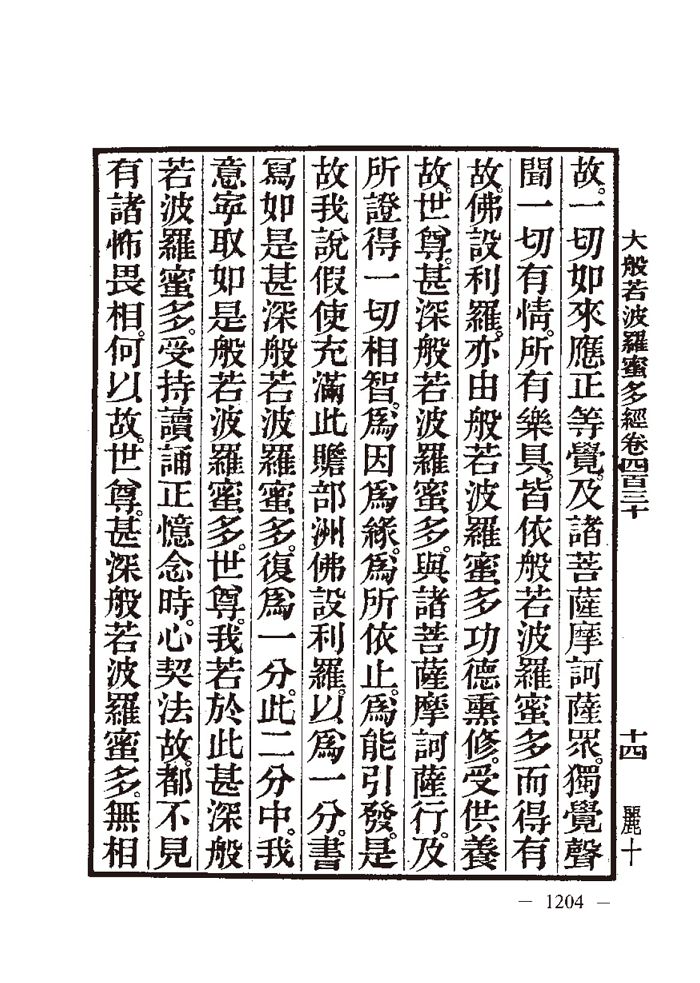 大般若波羅蜜多經卷四百三十 十四 麗十
故。一切如來應正等覺。及諸菩薩摩訶薩眾。獨覺聲
聞一切有情。所有樂具。皆依般若波羅蜜多而得有
故。佛設利羅。亦由般若波羅蜜多功德熏修。受供養
故。世尊。甚深般若波羅蜜多。與諸菩薩摩訶薩行。及
所證得一切相智。爲因爲緣。爲所依止。爲能引發。是
故我說假使充滿此贍部洲佛設利羅。以爲一分。書
寫如是甚深般若波羅蜜多。復爲一分。此二分中。我
意寧取如是般若波羅蜜多。世尊。我若於此甚深般
若波羅蜜多。受持讀誦正憶念時。心契法故。都不見
有諸怖畏相。何以故。世尊。甚深般若波羅蜜多。無相
— 1204 —